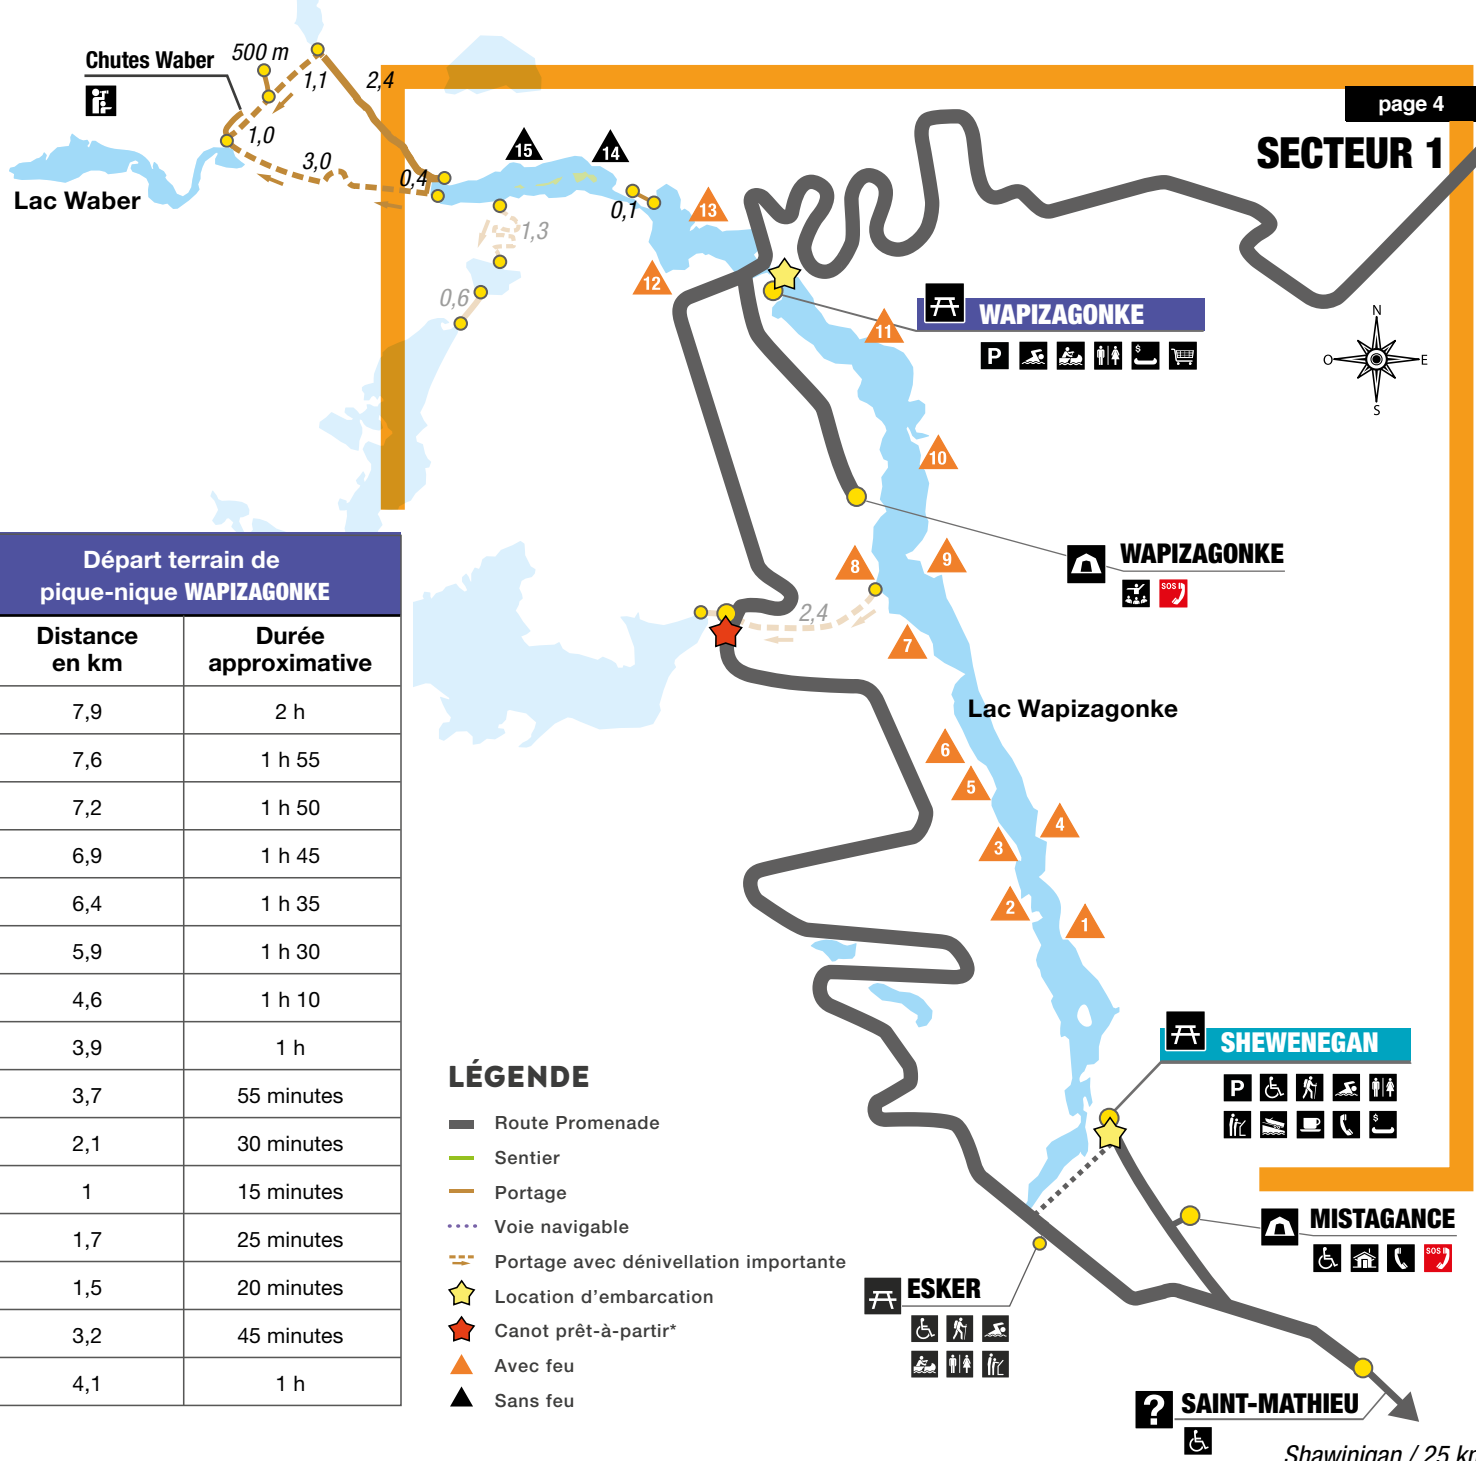 Chutes Waber
500 m
1,1
2,4
page 4
SECTEUR 1
1,0
3,0
0,4
15
14
Lac Waber
0,1
13
1,3
12
0,6
11
WAPIZAGONKE
P
$
N
O
E
S
10
WAPIZAGONKE
SOS
9
8
2,4
7
Lac Wapizagonke
6
5
4
3
2
1
Départ terrain de
pique-nique WAPIZAGONKE
Distance
en km
Durée
approximative
7,9 2 h
7,6 1 h 55
7,2 1 h 50
6,9 1 h 45
6,4 1 h 35
5,9 1 h 30
4,6 1 h 10
3,9 1 h
3,7 55 minutes
2,1 30 minutes
1 15 minutes
1,7 25 minutes
1,5 20 minutes
3,2 45 minutes
4,1 1 h
LÉGENDE
Route Promenade
Sentier
Portage
Voie navigable
Portage avec dénivellation importante
Location d'embarcation
Canot prêt-à-partir*
Avec feu
Sans feu
SHEWENEGAN
P
$
MISTAGANCE
SOS
ESKER
?
SAINT-MATHIEU
Shawinigan / 25 km